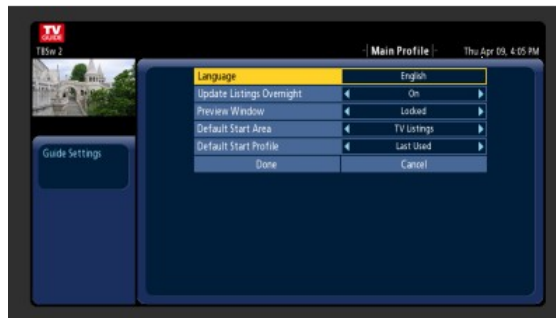 TV
GUIDE
TBSw 2
Main Profile
Thu Apr 09, 4:05 PM
Language English
Update Listings Overnight On
Preview Window Locked
Default Start Area TV Listings
Default Start Profile Last Used
Done Cancel
Guide Settings